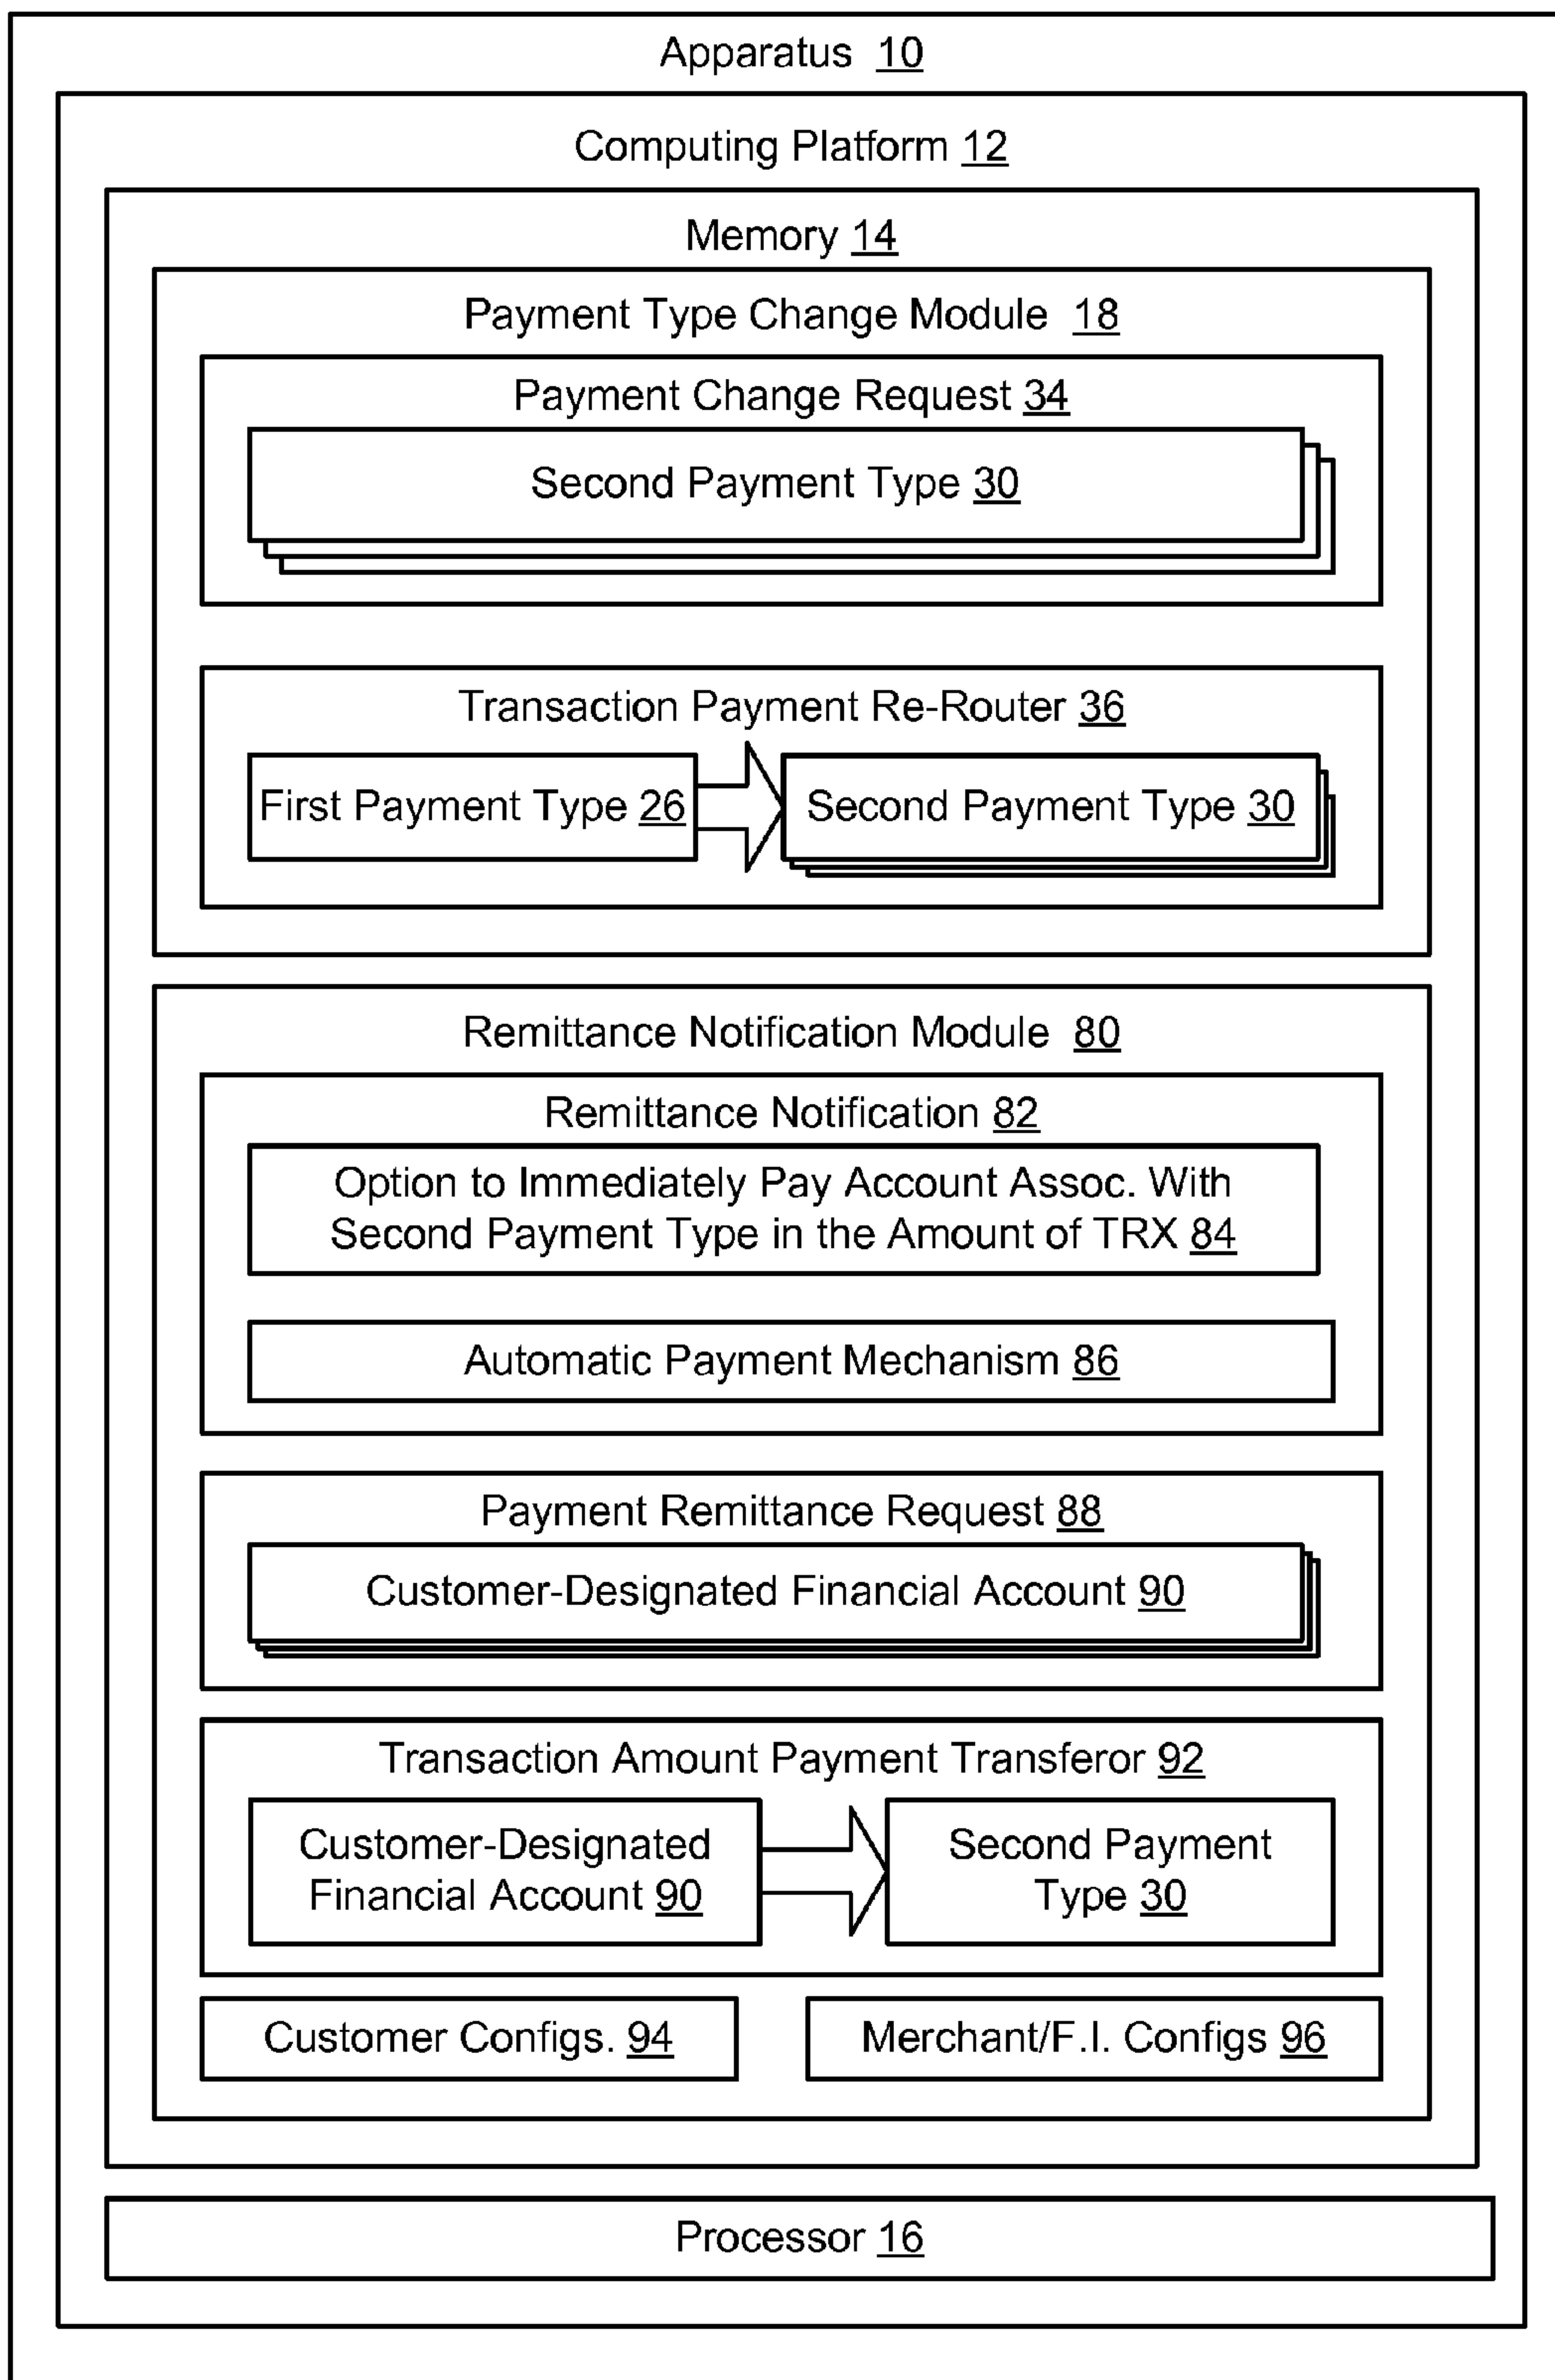 Apparatus 10
Computing Platform 12
Memory 14
Payment Type Change Module 18
Payment Change Request 34
Second Payment Type 30
Transaction Payment Re-Router 36
First Payment Type 26
Second Payment Type 30
Remittance Notification Module 80
Remittance Notification 82
Option to Immediately Pay Account Assoc. With
Second Payment Type in the Amount of TRX 84
Automatic Payment Mechanism 86
Payment Remittance Request 88
Customer-Designated Financial Account 90
Transaction Amount Payment Transferor 92
Customer-Designated
Financial Account 90
Second Payment
Type 30
Customer Configs. 94
Merchant/F.I. Configs 96
Processor 16